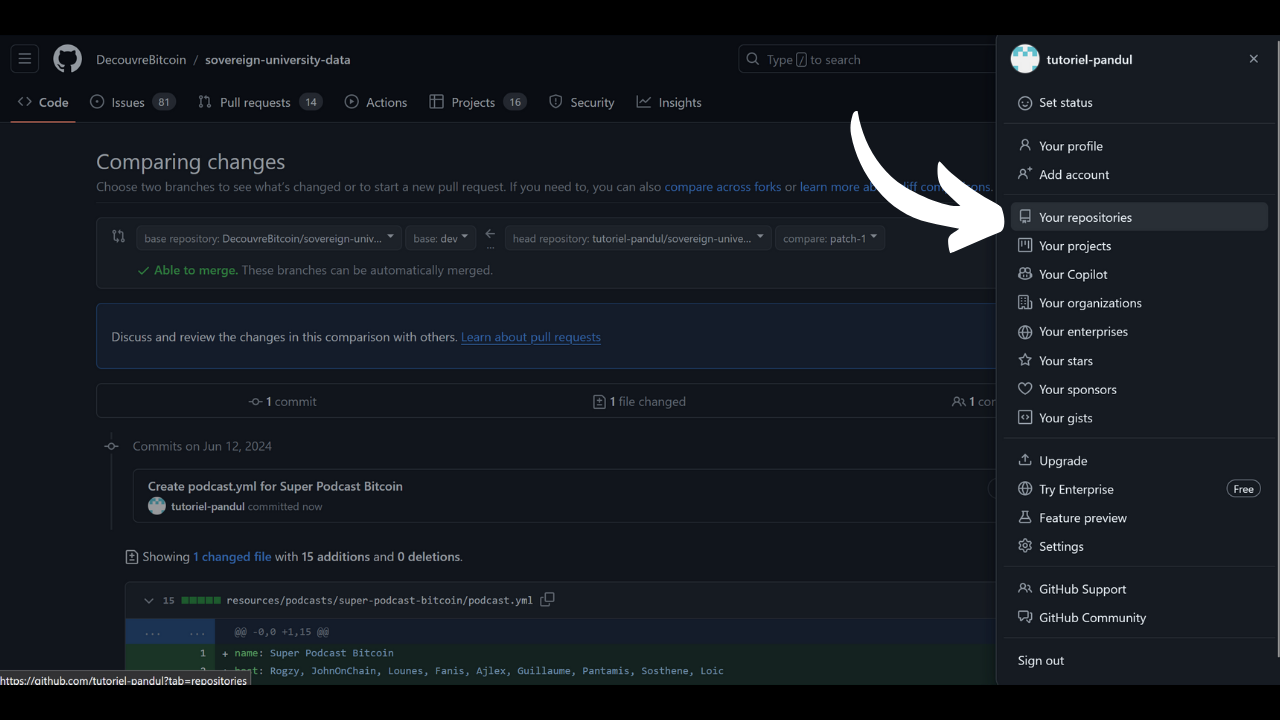 DecouvreBitcoin / sovereign-university-data
Type / to search
Code Issues 81 Pull requests 14 Actions Projects 16 Security Insights
Comparing changes
Choose two branches to see what's changed or to start a new pull request. If you need to, you can also compare across forks or learn more
base repository: DecouvreBitcoin/sovereign-univ... base: dev head repository: tutoriel-pandul/sovereign-unive... compare: patch-1
Able to merge. These branches can be automatically merged.
Discuss and review the changes in this comparison with others. Learn about pull requests
1 commit 1 file changed 1
Commits on Jun 12, 2024
Create podcast.yml for Super Podcast Bitcoin
tutoriel-pandul committed now
Showing 1 changed file with 15 additions and 0 deletions.
15 resources/podcasts/super-podcast-bitcoin/podcast.yml
... ... @@ -0,0 +1,15 @@
1 + name: Super Podcast Bitcoin
Rogzy, JohnOnChain, Lounes, Fanis, Ajlex, Guillaume, Pantamis, Sosthene, Loic
https://github.com/tutoriel-pandul?tab=repositories
tutoriel-pandul
Set status
Your profile
Add account
Your repositories
Your projects
Your Copilot
Your organizations
Your enterprises
Your stars
Your sponsors
Your gists
Upgrade
Try Enterprise Free
Feature preview
Settings
GitHub Support
GitHub Community
Sign out